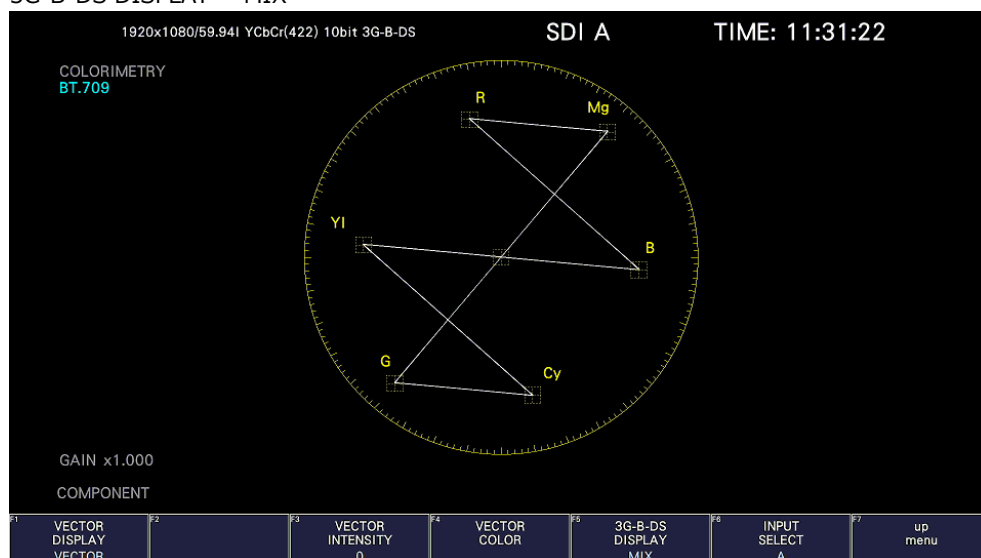 3G-B-DS DISPLAY = MIX
1920x1080/59.94I YCbCr(422) 10bit 3G-B-DS SDI A TIME: 11:31:22
COLORIMETRY
BT.709
R
Mg
Yl
B
G
Cy
GAIN x1.000
COMPONENT
F1 VECTOR DISPLAY VECTOR
F2
F3 VECTOR INTENSITY 0
F4 VECTOR COLOR
F5 3G-B-DS DISPLAY MIX
F6 INPUT SELECT A
F7 up menu